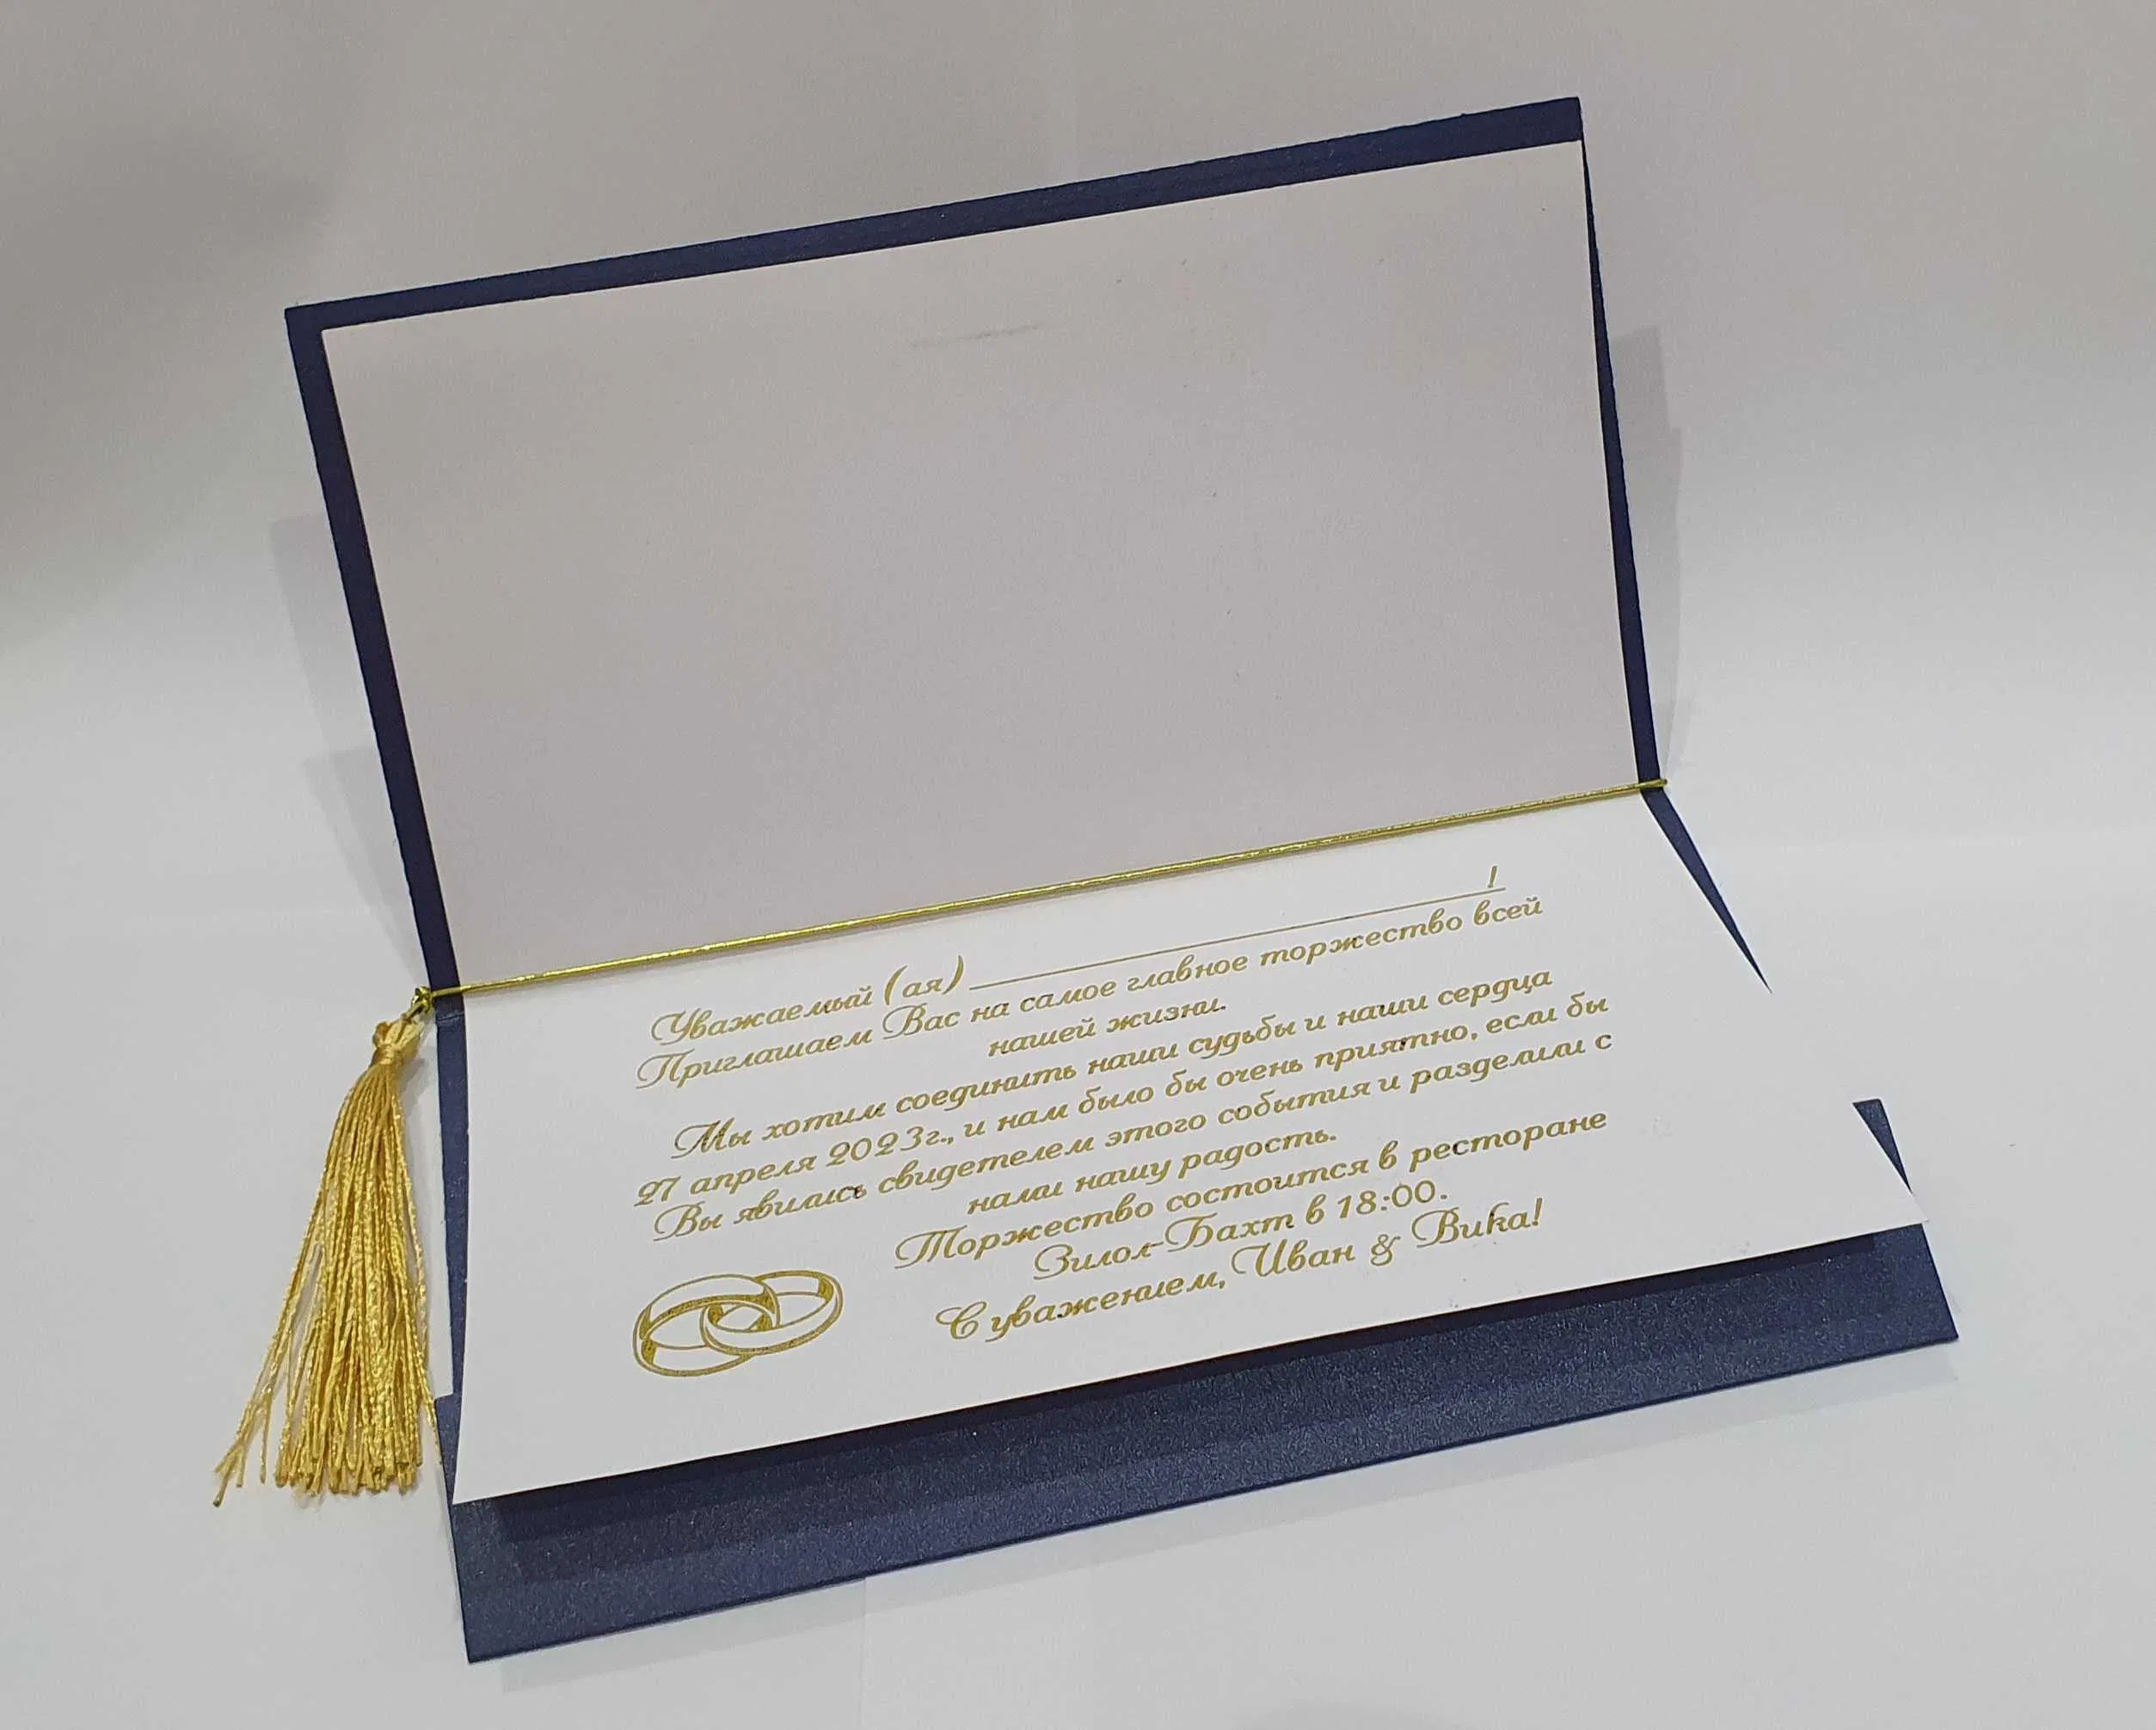 Уважаемый (ая) ______________________!
Приглашаем Вас на самое главное торжество всей
нашей жизни.
Мы хотим соединить наши судьбы и наши сердца
27 апреля 2023г., и нам было бы очень приятно, если бы
Вы явились свидетелем этого события и разделили с
нами нашу радость.
Торжество состоится в ресторане
Зилол-Бахт в 18:00.
С уважением, Иван & Вика!